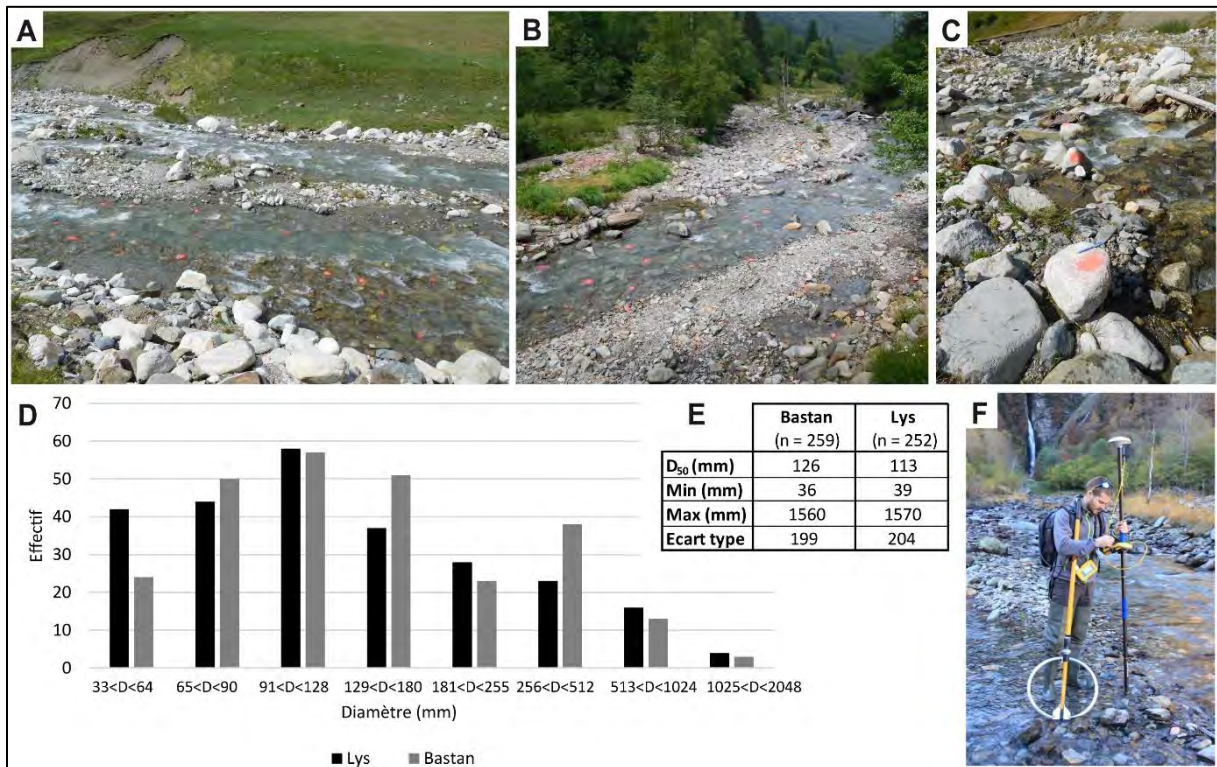 A
B
C
D
70
60
50
40
30
20
10
0
Effectif
33<D<64 65<D<90 91<D<128 129<D<180 181<D<255 256<D<512 513<D<1024 1025<D<2048
Diamètre (mm)
Lys Bastan
E
Bastan Lys
(n = 259) (n = 252)
D₅₀ (mm) 126 113
Min (mm) 36 39
Max (mm) 1560 1570
Ecart type 199 204
F